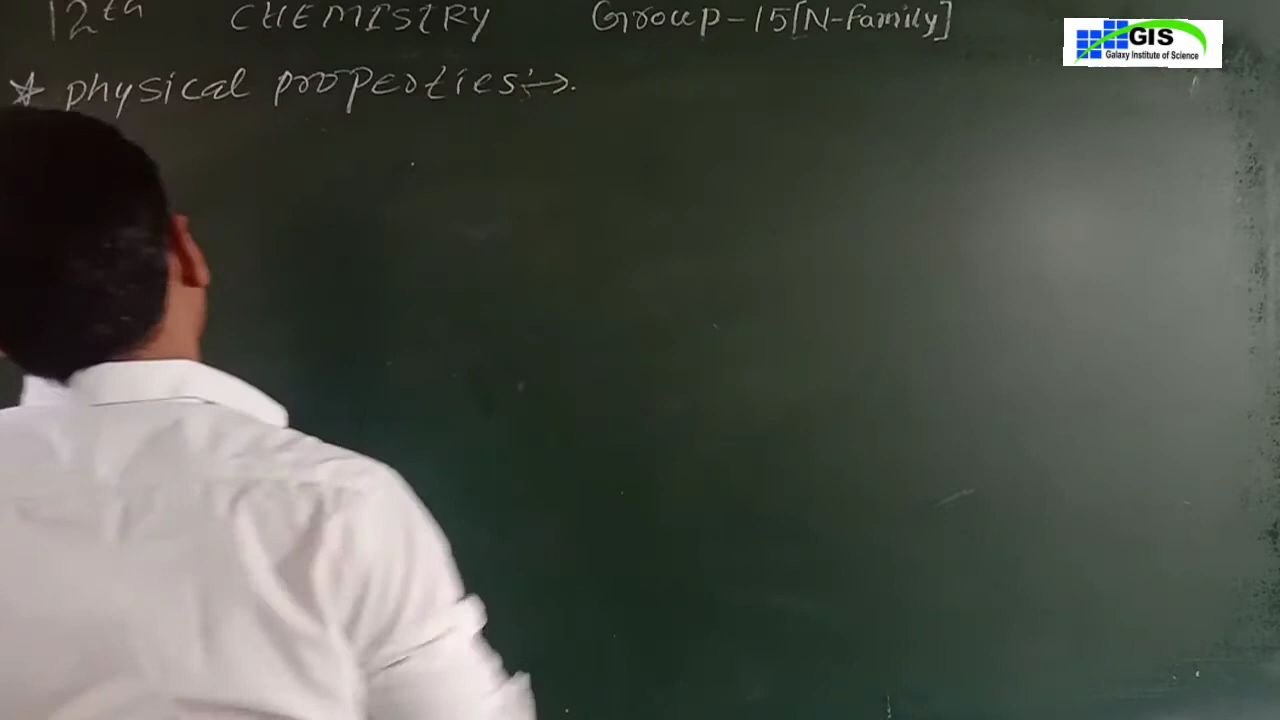 12th CHEMISTRY Group-15[N-family]
GIS
Galaxy Institute of Science
* physical properties:->.